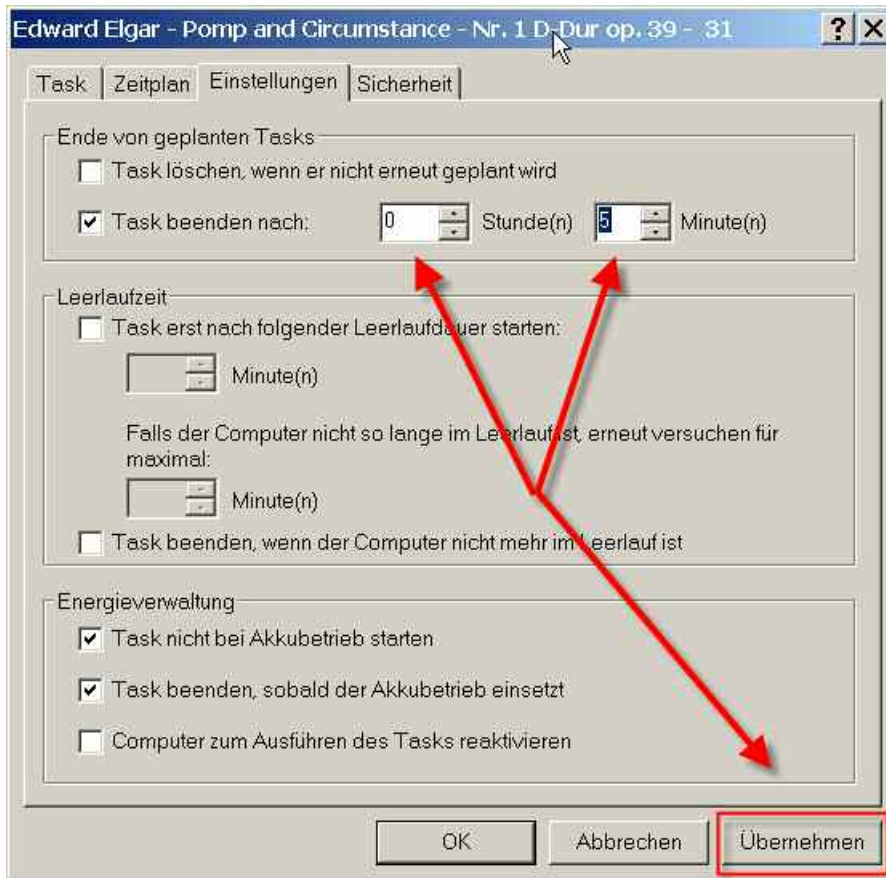 Edward Elgar - Pomp and Circumstance - Nr. 1 D-Dur op. 39 - 31
Task Zeitplan Einstellungen Sicherheit
Ende von geplanten Tasks
Task löschen, wenn er nicht erneut geplant wird
Task beenden nach: 0 Stunde(n) 5 Minute(n)
Leerlaufzeit
Task erst nach folgender Leerlaufdauer starten:
Minute(n)
Falls der Computer nicht so lange im Leerlauf ist, erneut versuchen für
maximal:
Minute(n)
Task beenden, wenn der Computer nicht mehr im Leerlauf ist
Energieverwaltung
Task nicht bei Akkubetrieb starten
Task beenden, sobald der Akkubetrieb einsetzt
Computer zum Ausführen des Tasks reaktivieren
OK Abbrechen Übernehmen